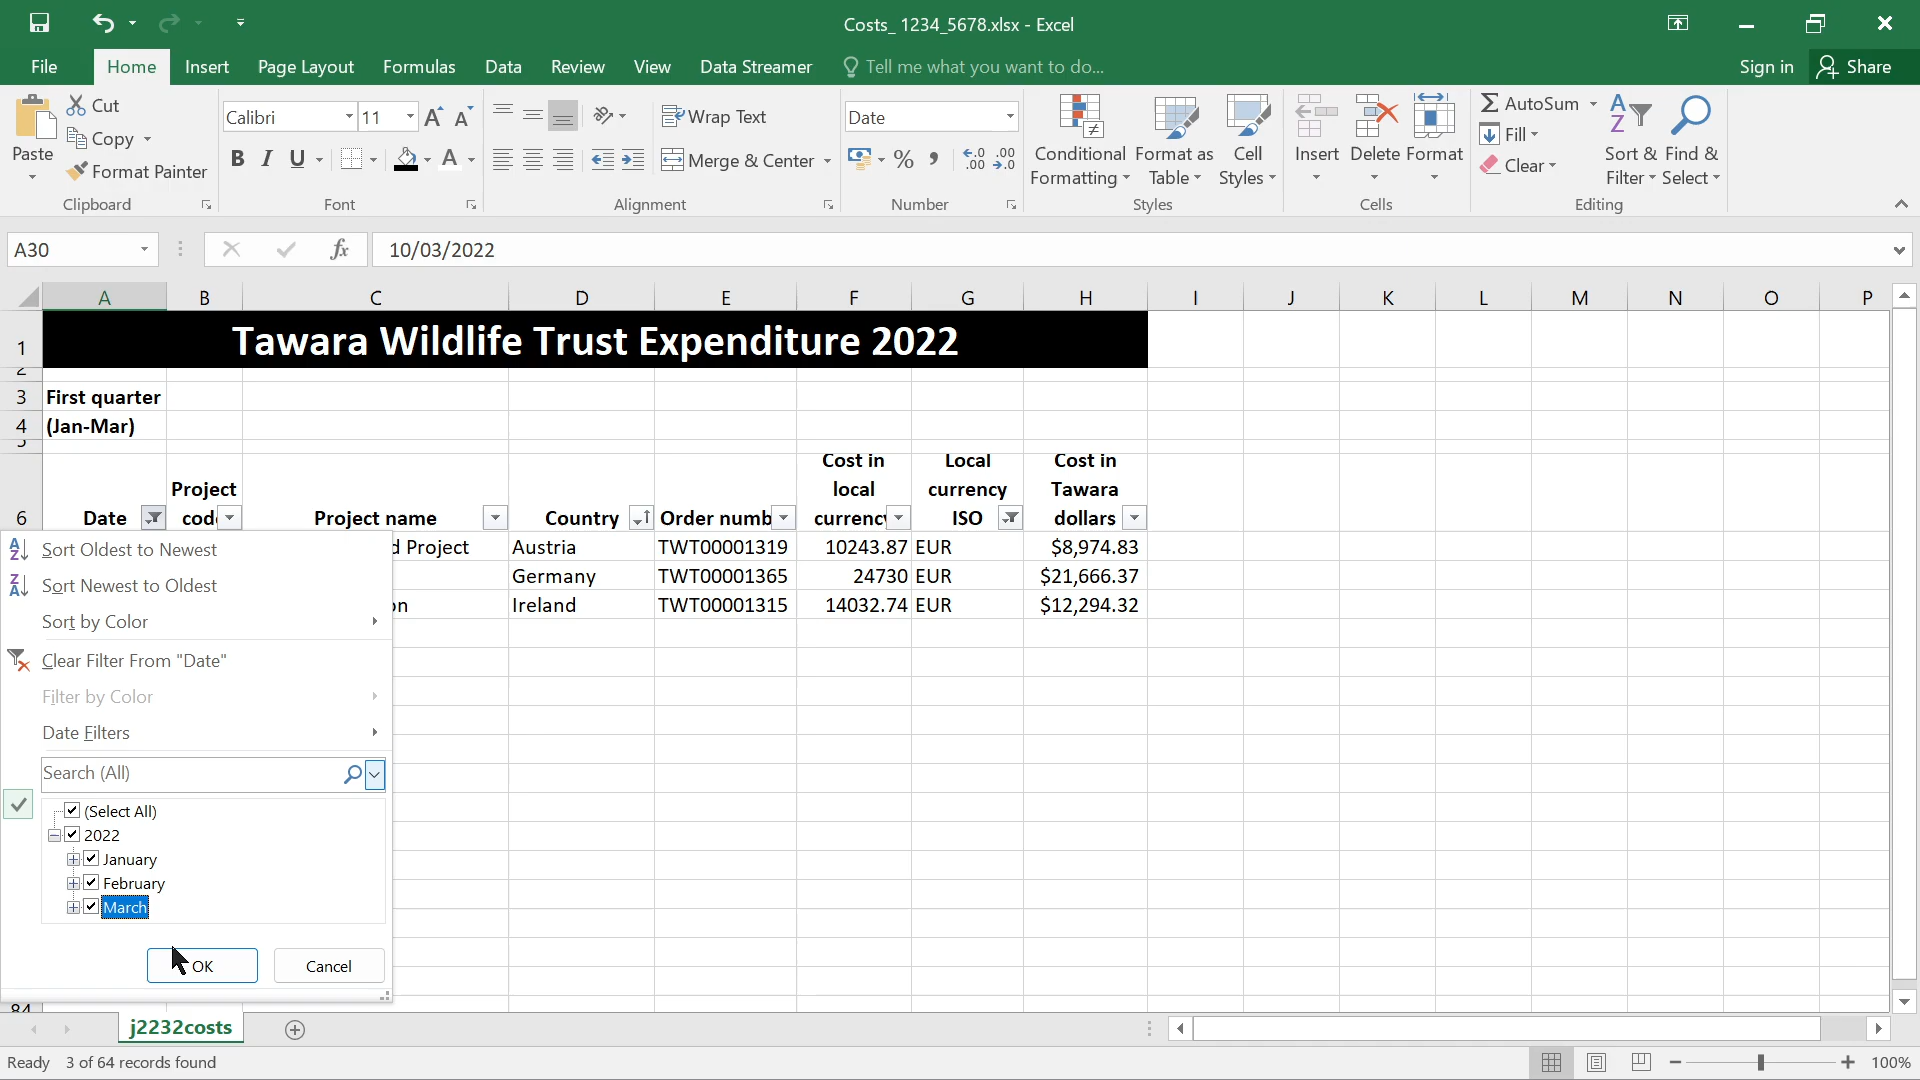 Costs_ 1234_5678.xlsx - Excel
File Home Insert Page Layout Formulas Data Review View Data Streamer Tell me what you want to do... Sign in Share
Paste
Cut
Copy
Format Painter
Clipboard
Calibri 11
B I U
Font
Wrap Text
Merge & Center
Alignment
Date
% ,
Number
Conditional Formatting
Format as Table
Cell Styles
Styles
Insert Delete Format
Cells
AutoSum
Fill
Clear
Sort & Filter
Find & Select
Editing
A30 fx 10/03/2022
A B C D E F G H I J K L M N O P
1 Tawara Wildlife Trust Expenditure 2022
2
3 First quarter
4 (Jan-Mar)
5
Cost in Local Cost in
Project local currency Tawara
6 Date Project name Country currency ISO dollars
d Project Austria TWT00001319 10243.87 EUR $8,974.83
Germany TWT00001365 24730 EUR $21,666.37
on Ireland TWT00001315 14032.74 EUR $12,294.32
Sort Oldest to Newest
Sort Newest to Oldest
Sort by Color
Clear Filter From "Date"
Filter by Color
Date Filters
Search (All)
(Select All)
2022
January
February
March
OK Cancel
84
j2232costs
Ready 3 of 64 records found 100%